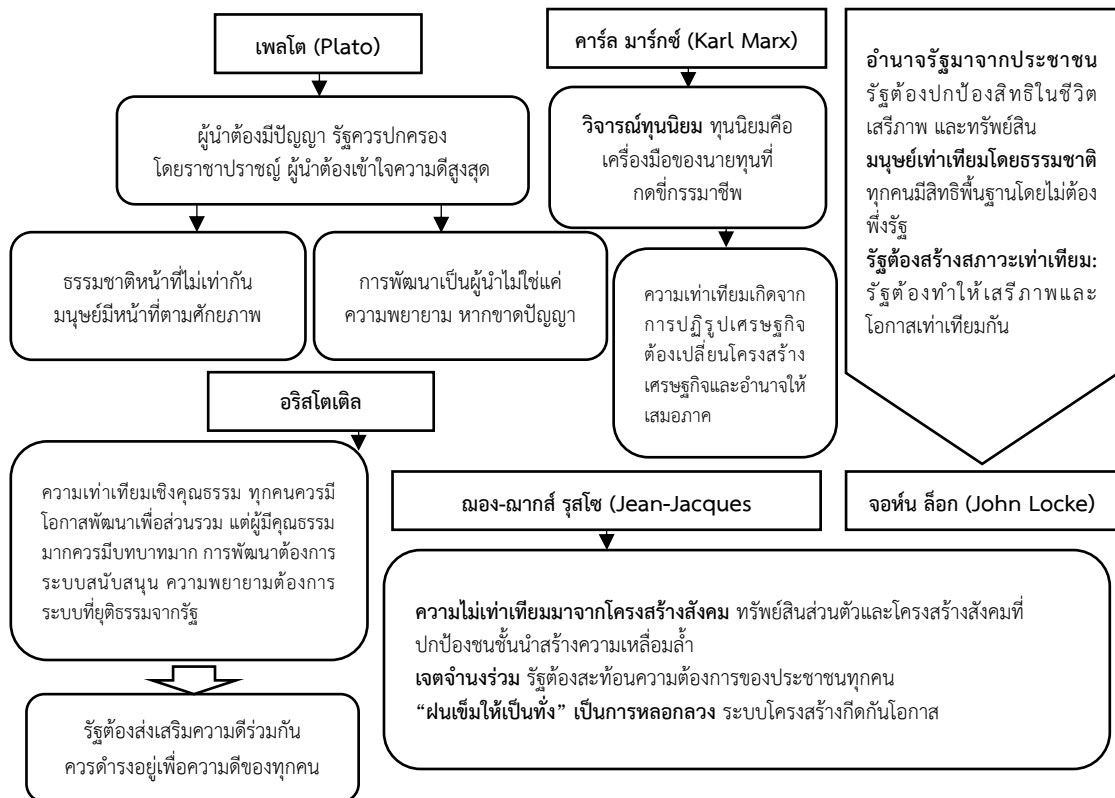 เพลโต (Plato)
ผู้นำต้องมีปัญญา รัฐควรปกครอง
โดยราชาปราชญ์ ผู้นำต้องเข้าใจความดีสูงสุด
ธรรมชาติหน้าที่ไม่เท่ากัน
มนุษย์มีหน้าที่ตามศักยภาพ
การพัฒนาเป็นผู้นำไม่ใช่แค่
ความพยายาม หากขาดปัญญา
คาร์ล มาร์กซ์ (Karl Marx)
วิจารณ์ทุนนิยม ทุนนิยมคือ
เครื่องมือของนายทุนที่
กดขี่กรรมาชีพ
ความเท่าเทียมเกิดจาก
การปฏิรูปเศรษฐกิจ
ต้องเปลี่ยนโครงสร้าง
เศรษฐกิจและอำนาจให้
เสมอภาค
อำนาจรัฐมาจากประชาชน
รัฐต้องปกป้องสิทธิในชีวิต
เสรีภาพ และทรัพย์สิน
มนุษย์เท่าเทียมโดยธรรมชาติ
ทุกคนมีสิทธิพื้นฐานโดยไม่ต้อง
พึ่งรัฐ
รัฐต้องสร้างสภาวะเท่าเทียม:
รัฐต้องทำให้เสรีภาพและ
โอกาสเท่าเทียมกัน
จอห์น ล็อก (John Locke)
อริสโตเติล
ความเท่าเทียมเชิงคุณธรรม ทุกคนควรมี
โอกาสพัฒนาเพื่อส่วนรวม แต่ผู้มีคุณธรรม
มากควรมีบทบาทมาก การพัฒนาต้องการ
ระบบสนับสนุน ความพยายามต้องการ
ระบบที่ยุติธรรมจากรัฐ
รัฐต้องส่งเสริมความดีร่วมกัน
ควรดำรงอยู่เพื่อความดีของทุกคน
ฌอง-ฌากส์ รุสโซ (Jean-Jacques
ความไม่เท่าเทียมมาจากโครงสร้างสังคม ทรัพย์สินส่วนตัวและโครงสร้างสังคมที่
ปกป้องชนชั้นนำสร้างความเหลื่อมล้ำ
เจตจำนงร่วม รัฐต้องสะท้อนความต้องการของประชาชนทุกคน
“ฝนเข็มให้เป็นทั่ง” เป็นการหลอกลวง ระบบโครงสร้างกีดกันโอกาส